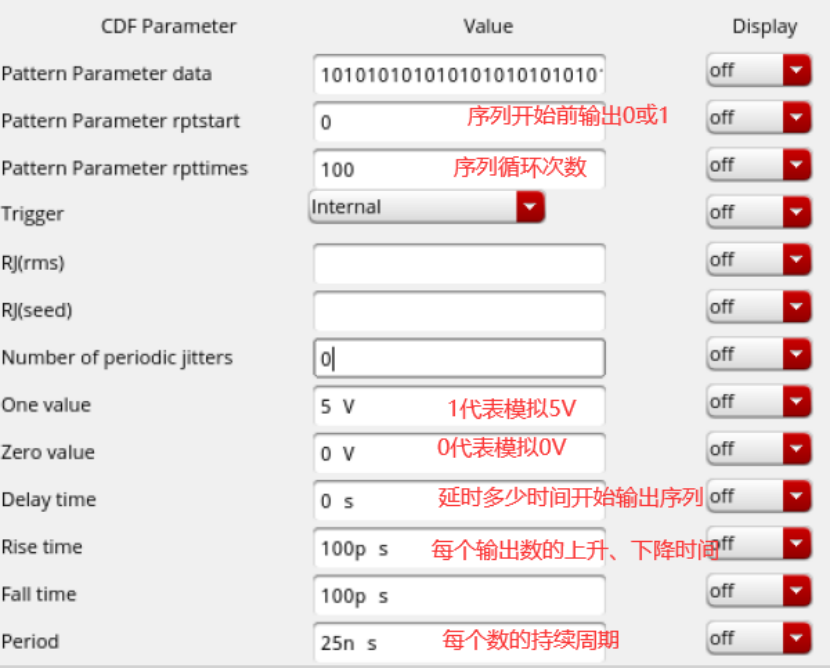 CDF Parameter Value Display
Pattern Parameter data 1010101010101010101010101 off
Pattern Parameter rptstart 0 序列开始前输出0或1 off
Pattern Parameter rpttimes 100 序列循环次数 off
Trigger Internal off
RJ(rms) off
RJ(seed) off
Number of periodic jitters 0 off
One value 5 V 1代表模拟5V off
Zero value 0 V 0代表模拟0V off
Delay time 0 s 延时多少时间开始输出序列 off
Rise time 100p s 每个输出数的上升、下降时间 off
Fall time 100p s off
Period 25n s 每个数的持续周期 off